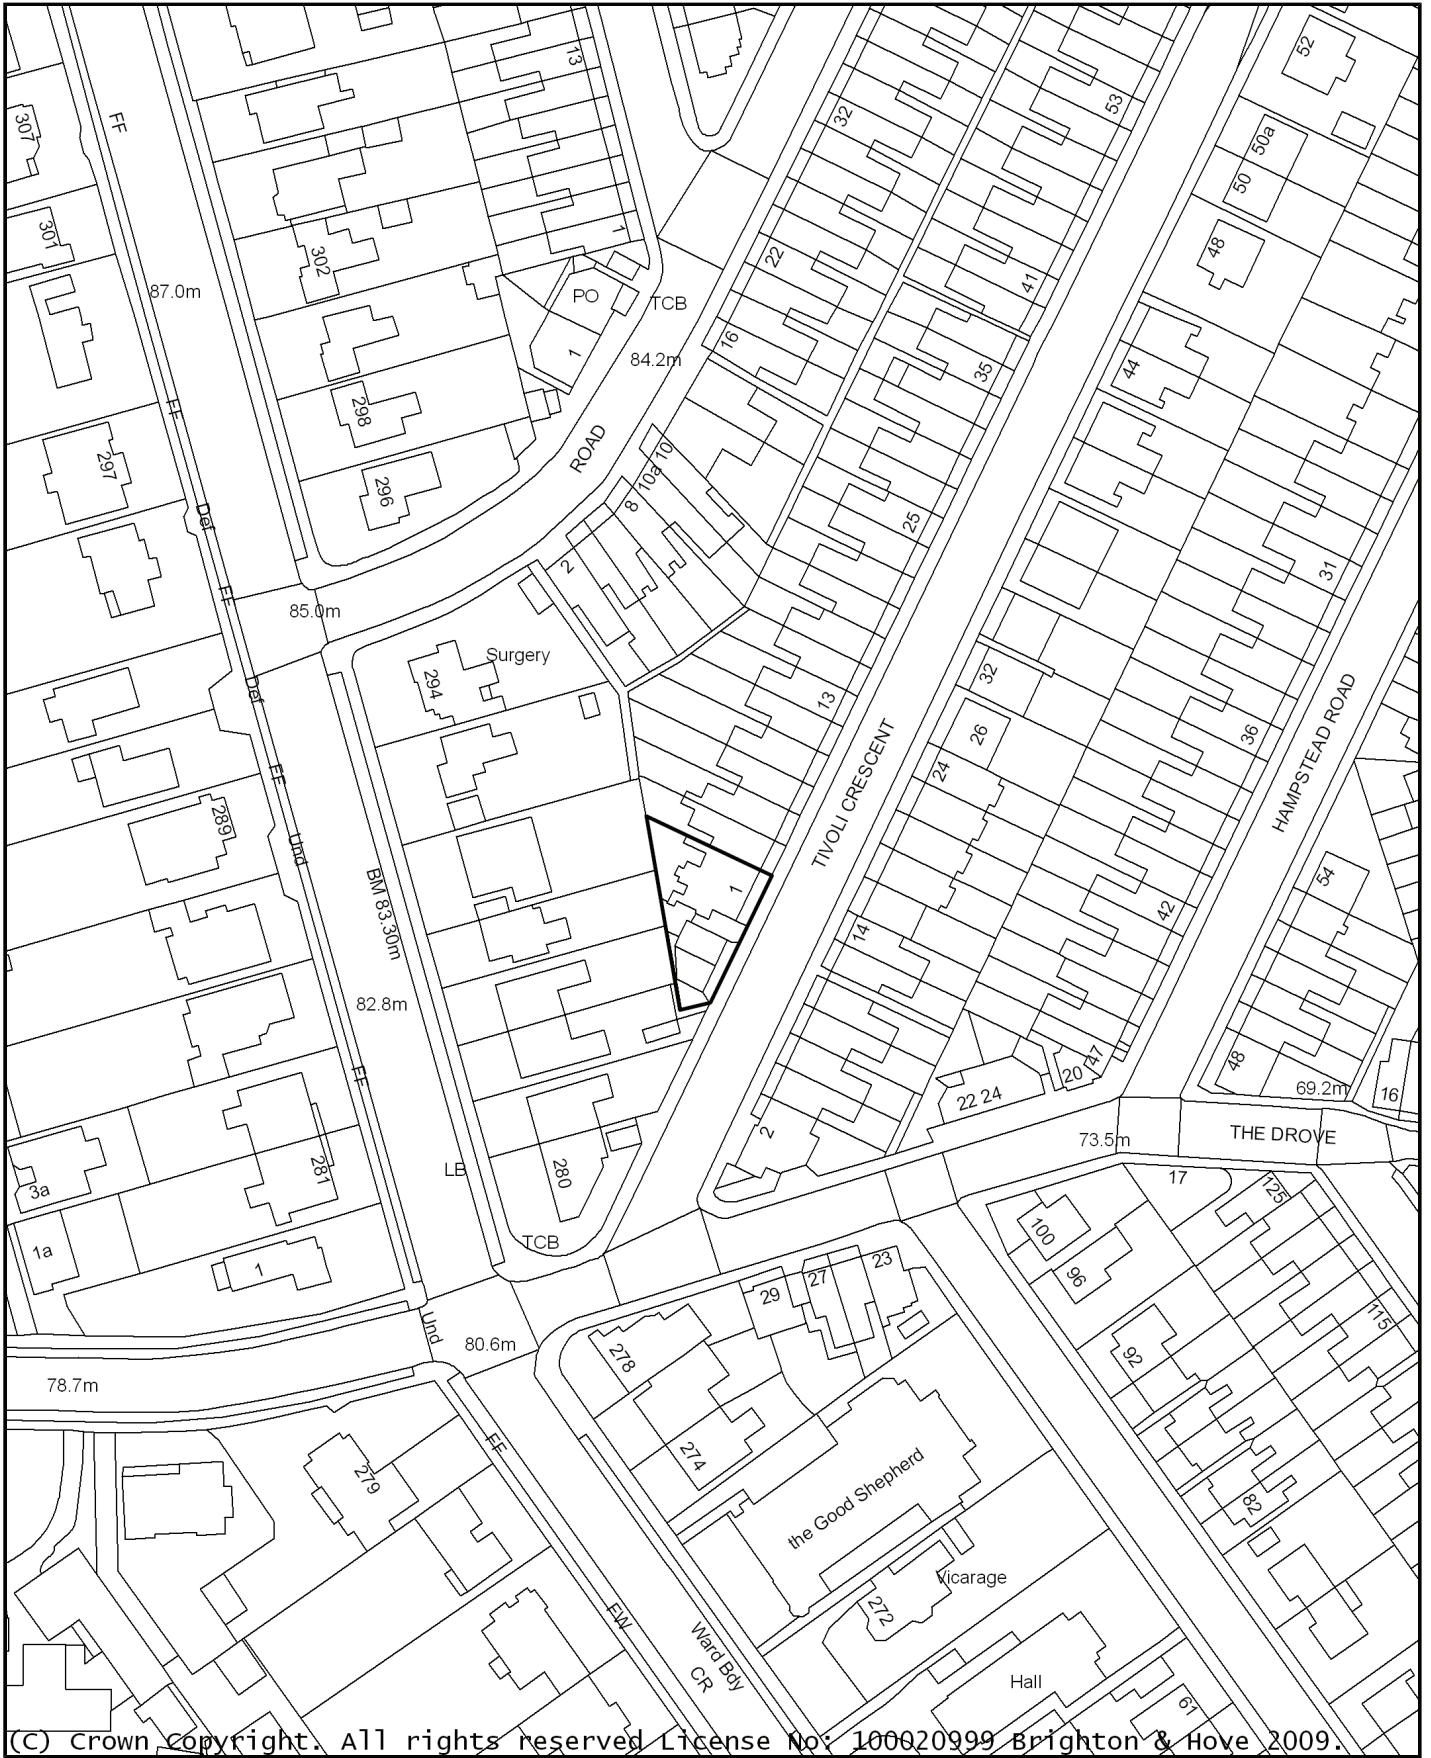 13
52
32
53
FF
307
50a
50
1
301
302
22
48
41
87.0m
PO
TCB
16
1
84.2m
35
44
FF
298
ROAD
10a 10
297
296
8
25
Def
2
31
FF
85.0m
Surgery
294
32
Def
13
HAMPSTEAD ROAD
26
36
FF
24
TIVOLI CRESCENT
289
Und
54
BM 83.30m
1
42
14
82.8m
48
FF
47
20
22 24
69.2m
16
2
73.5m
THE DROVE
281
LB
280
3a
17
125
100
TCB
1a
1
23
27
96
29
115
Und
80.6m
278
92
78.7m
FF
274
279
the Good Shepherd
82
Vicarage
272
FW
Ward Bdy
CR
Hall
61
(C) Crown Copyright. All rights reserved License No: 100020999 Brighton & Hove 2009.